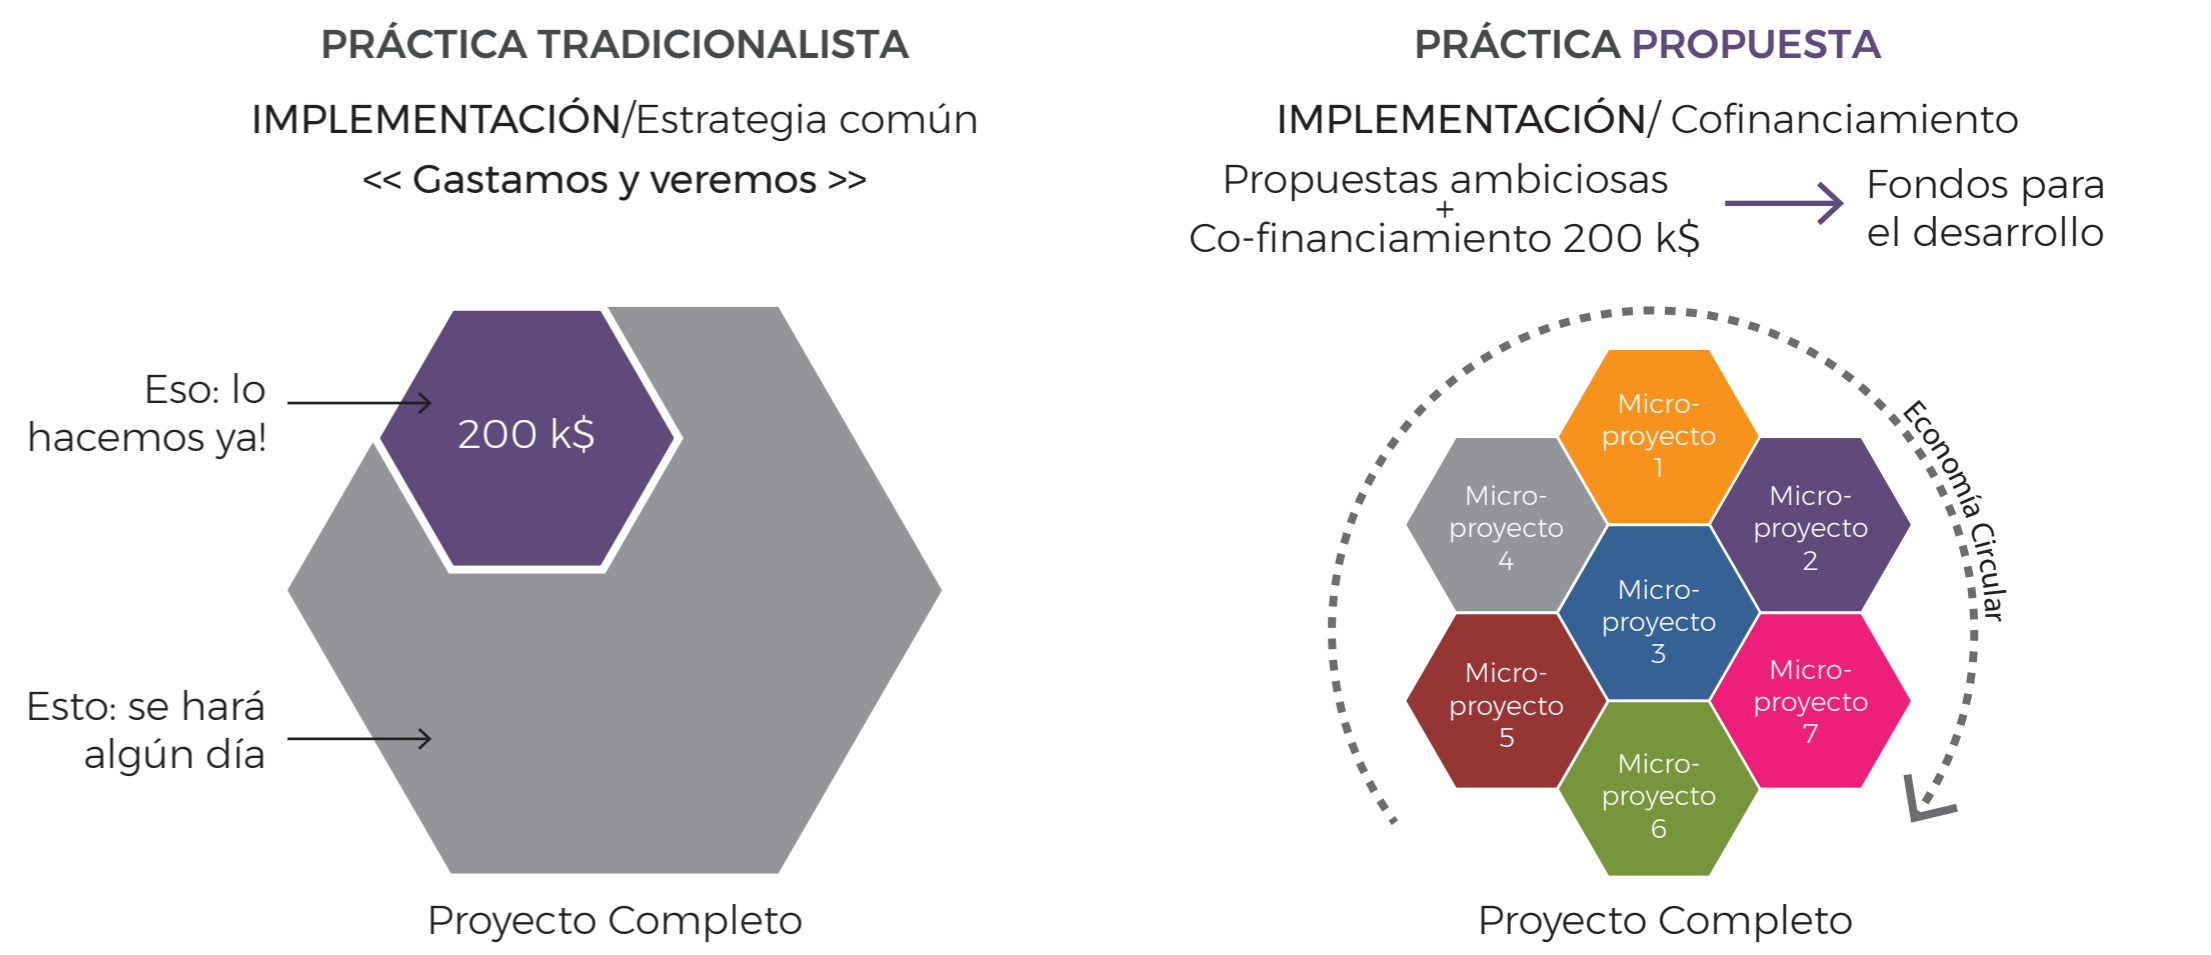 PRÁCTICA TRADICIONALISTA
IMPLEMENTACIÓN/Estrategia común
<< Gastamos y veremos >>
Eso: lo
hacemos ya!
200 k$
Esto: se hará
algún día
Proyecto Completo
PRÁCTICA PROPUESTA
IMPLEMENTACIÓN/ Cofinanciamiento
Propuestas ambiciosas
+
Co-financiamiento 200 k$
Fondos para
el desarrollo
Economía Circular
Micro-
proyecto
1
Micro-
proyecto
2
Micro-
proyecto
3
Micro-
proyecto
4
Micro-
proyecto
5
Micro-
proyecto
6
Micro-
proyecto
7
Proyecto Completo